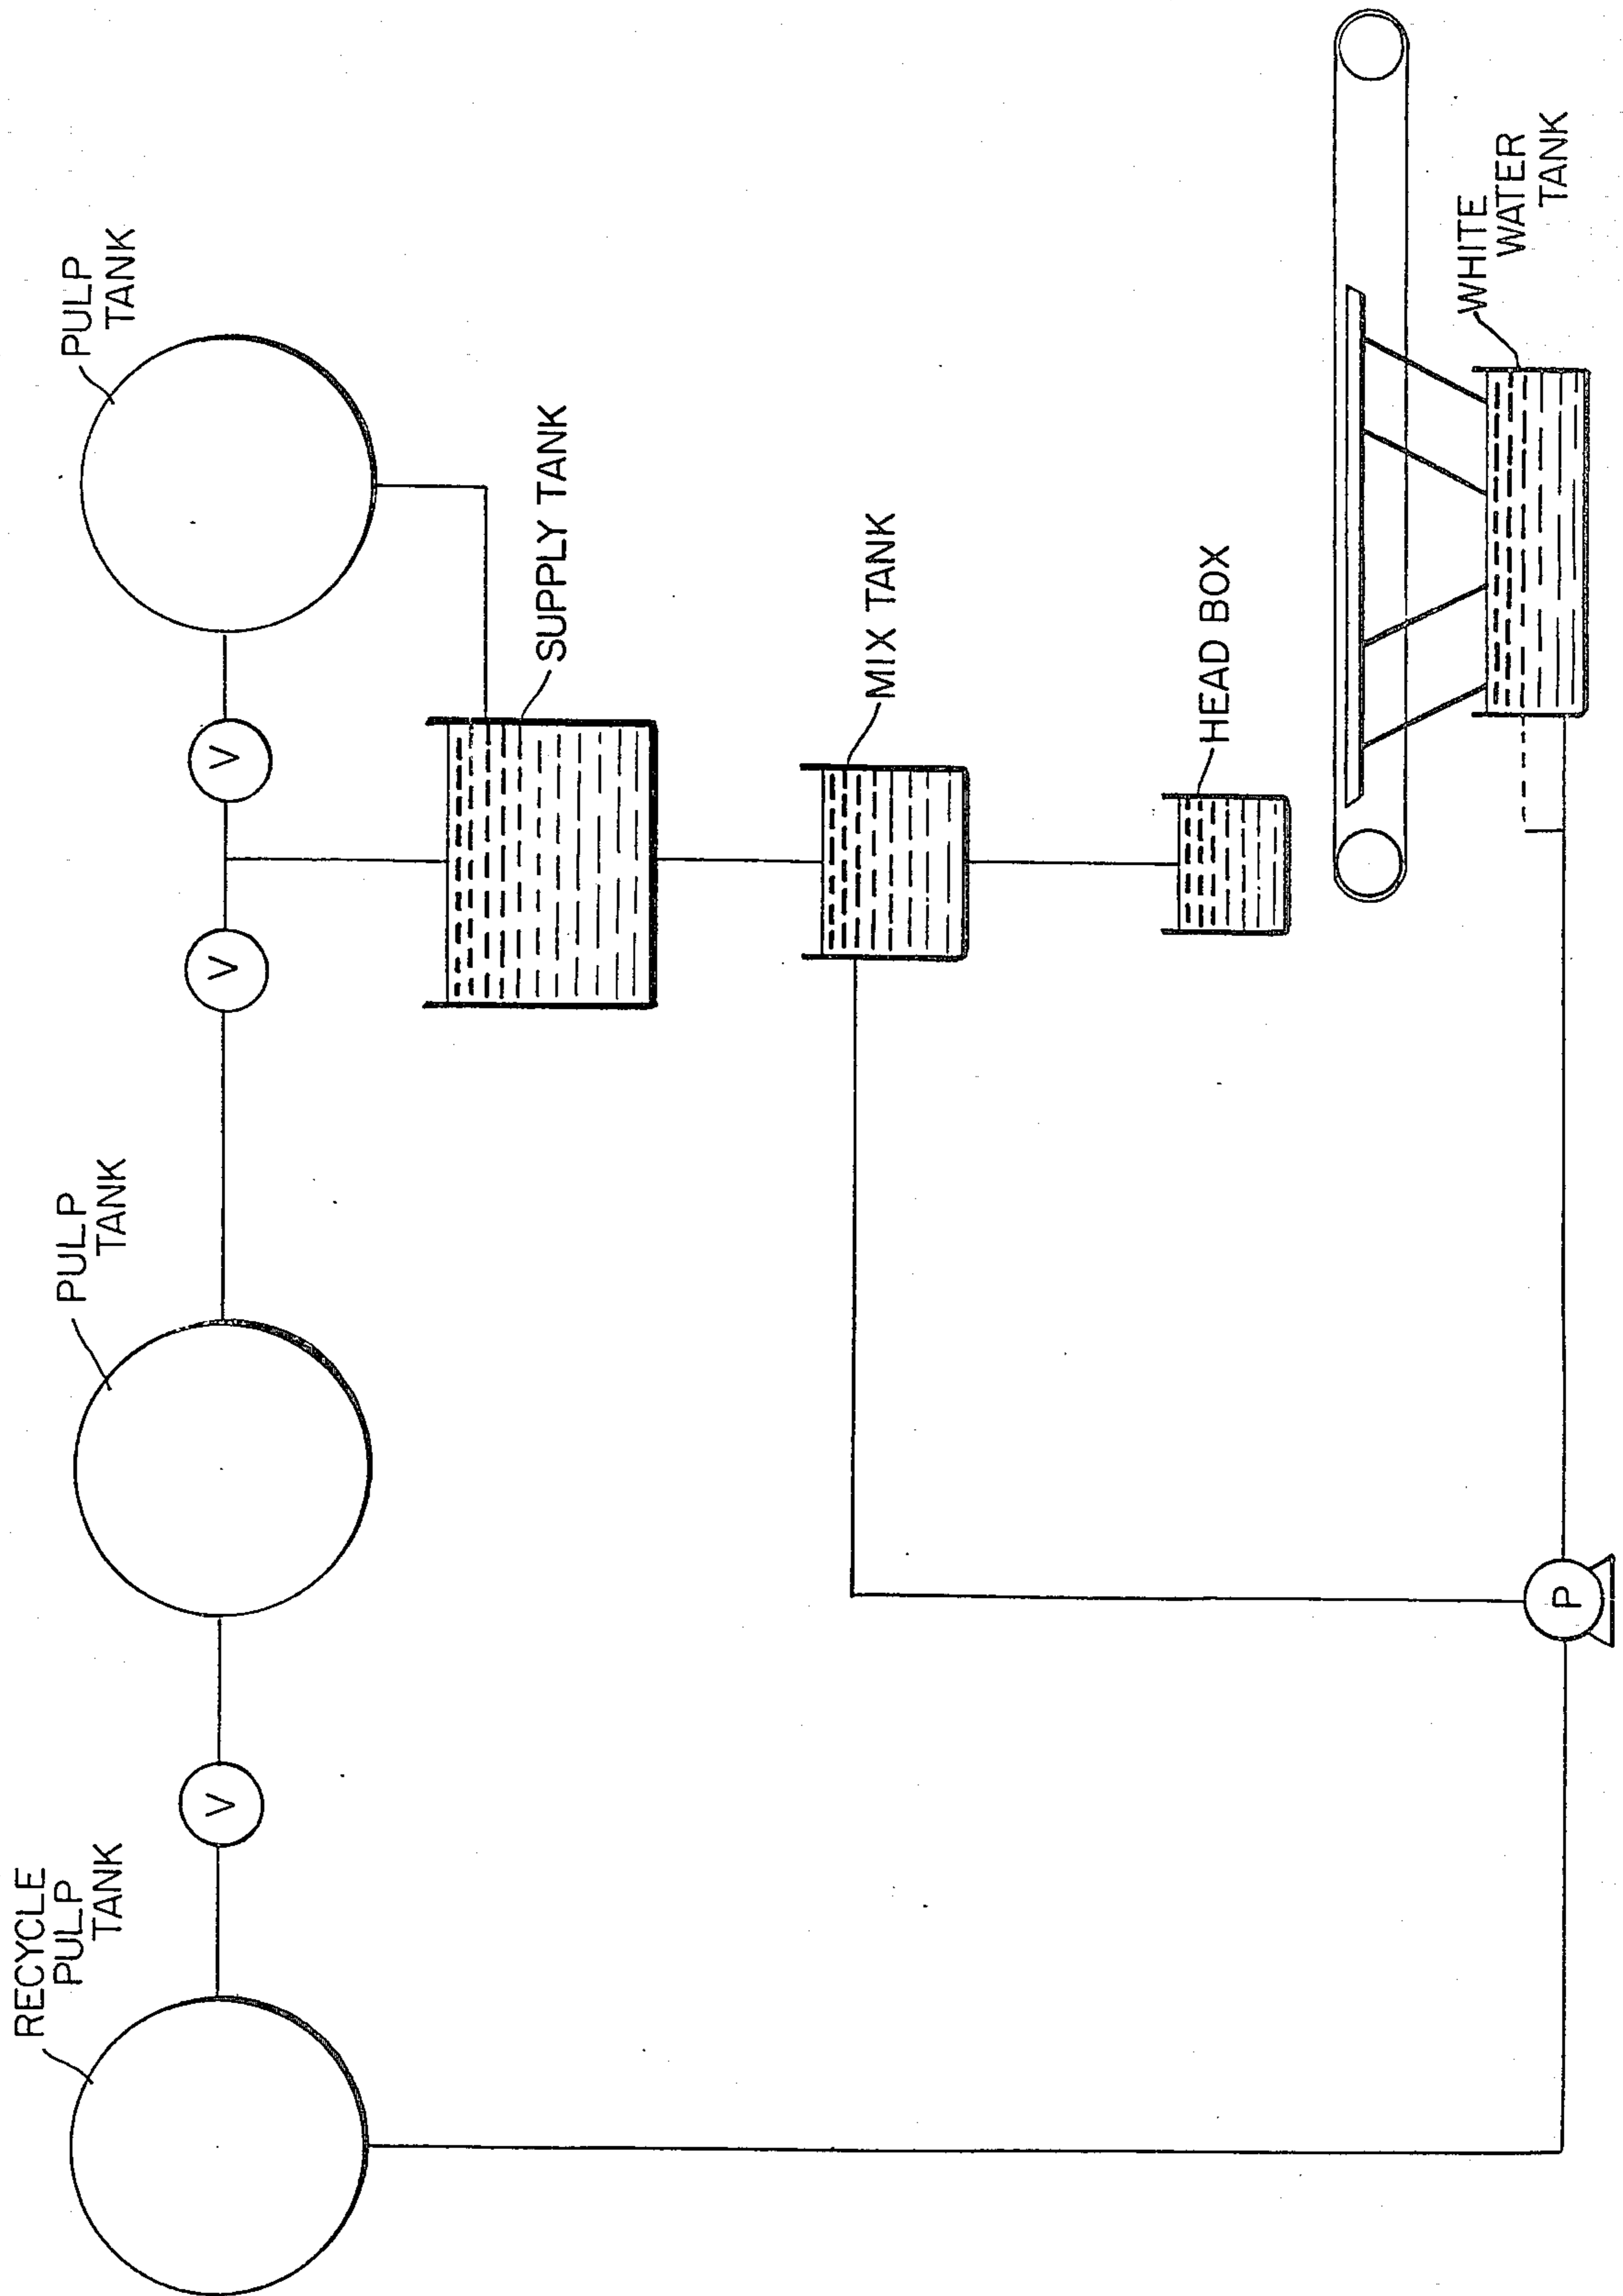 RECYCLE
PULP
TANK
V
PULP
TANK
V
V
PULP
TANK
SUPPLY TANK
MIX TANK
HEAD BOX
P
WHITE
WATER
TANK